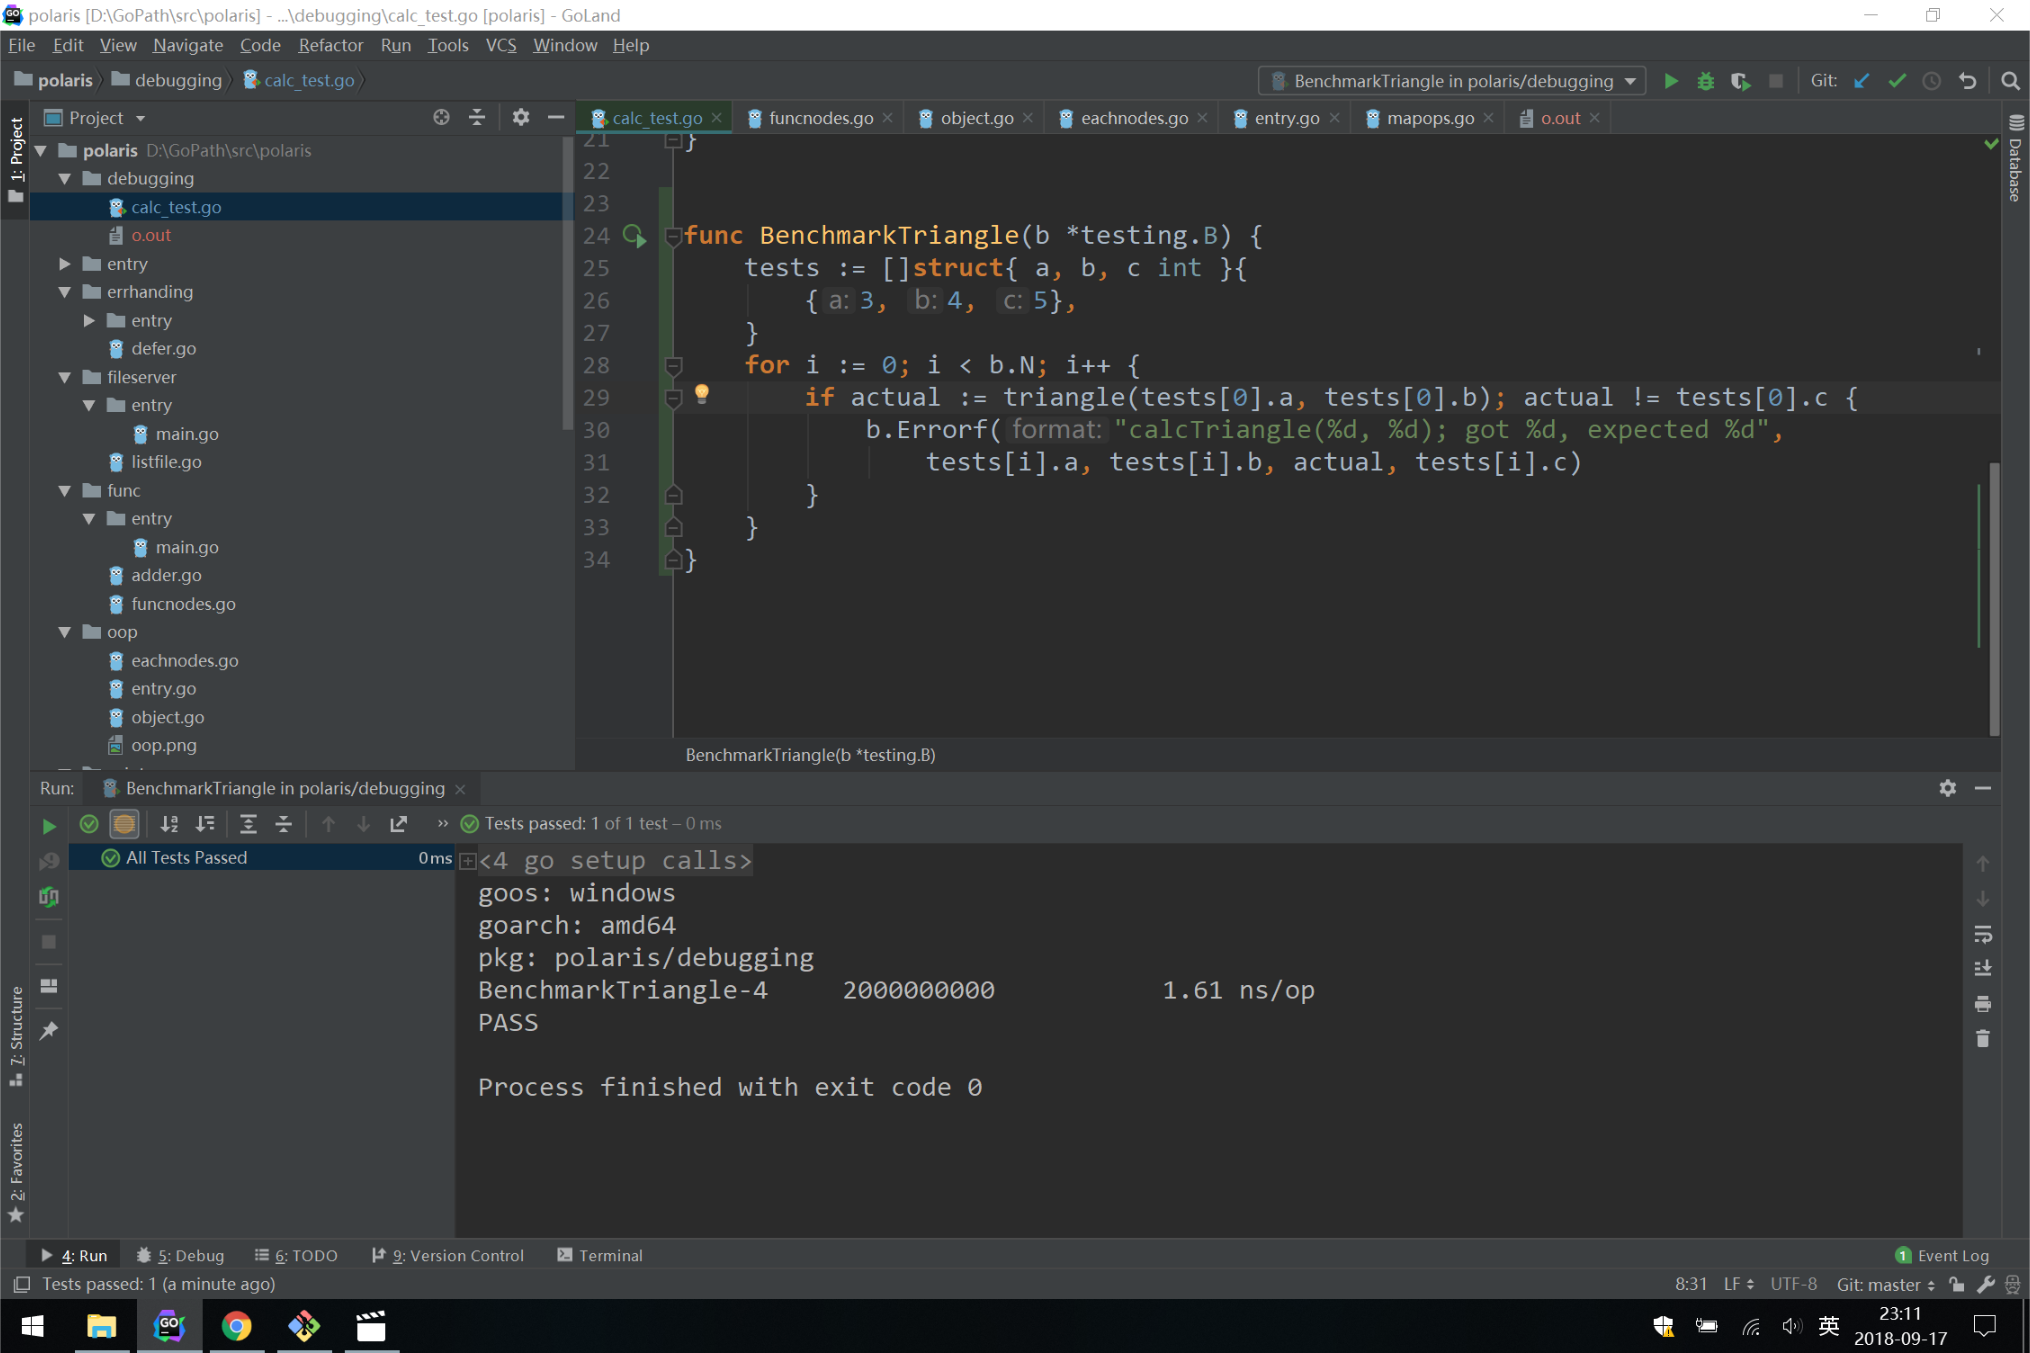 polaris [D:\GoPath\src\polaris] - ...\debugging\calc_test.go [polaris] - GoLand
File Edit View Navigate Code Refactor Run Tools VCS Window Help
polaris debugging calc_test.go BenchmarkTriangle in polaris/debugging Git:
Project calc_test.go funcnodes.go object.go eachnodes.go entry.go mapops.go o.out
1: Project
Database
polaris D:\GoPath\src\polaris
debugging
calc_test.go
o.out
entry
errhanding
entry
defer.go
fileserver
entry
main.go
listfile.go
func
entry
main.go
adder.go
funcnodes.go
oop
eachnodes.go
entry.go
object.go
oop.png
21 }
22
23
24 func BenchmarkTriangle(b *testing.B) {
25 tests := []struct{ a, b, c int }{
26 {a: 3, b: 4, c: 5},
27 }
28 for i := 0; i < b.N; i++ {
29 if actual := triangle(tests[0].a, tests[0].b); actual != tests[0].c {
30 b.Errorf( format: "calcTriangle(%d, %d); got %d, expected %d",
31 tests[i].a, tests[i].b, actual, tests[i].c)
32 }
33 }
34 }
BenchmarkTriangle(b *testing.B)
Run: BenchmarkTriangle in polaris/debugging
Tests passed: 1 of 1 test – 0 ms
All Tests Passed 0 ms
<4 go setup calls>
goos: windows
goarch: amd64
pkg: polaris/debugging
BenchmarkTriangle-4 2000000000 1.61 ns/op
PASS
Process finished with exit code 0
7: Structure
2: Favorites
4: Run 5: Debug 6: TODO 9: Version Control Terminal 1 Event Log
Tests passed: 1 (a minute ago) 8:31 LF UTF-8 Git: master
GO
英
23:11
2018-09-17